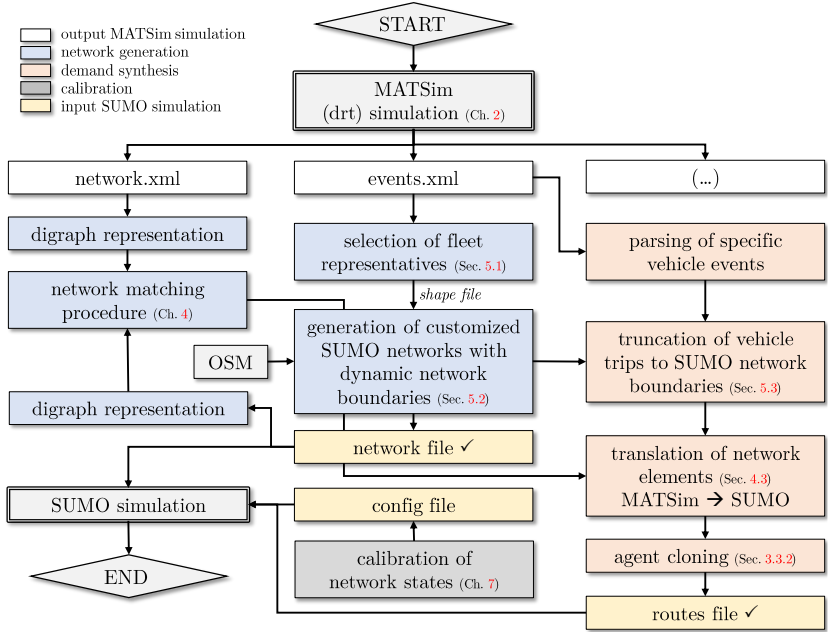 START
output MATSim simulation
network generation
demand synthesis
calibration
input SUMO simulation
MATSim
(drt) simulation (Ch. 2)
network.xml
events.xml
(...)
digraph representation
selection of fleet
representatives (Sec. 5.1)
parsing of specific
vehicle events
network matching
procedure (Ch. 4)
shape file
generation of customized
SUMO networks with
dynamic network
boundaries (Sec. 5.2)
OSM
truncation of vehicle
trips to SUMO network
boundaries (Sec. 5.3)
digraph representation
network file ✓
translation of network
elements (Sec. 4.3)
MATSim → SUMO
SUMO simulation
config file
calibration of
network states (Ch. 7)
agent cloning (Sec. 3.3.2)
END
routes file ✓